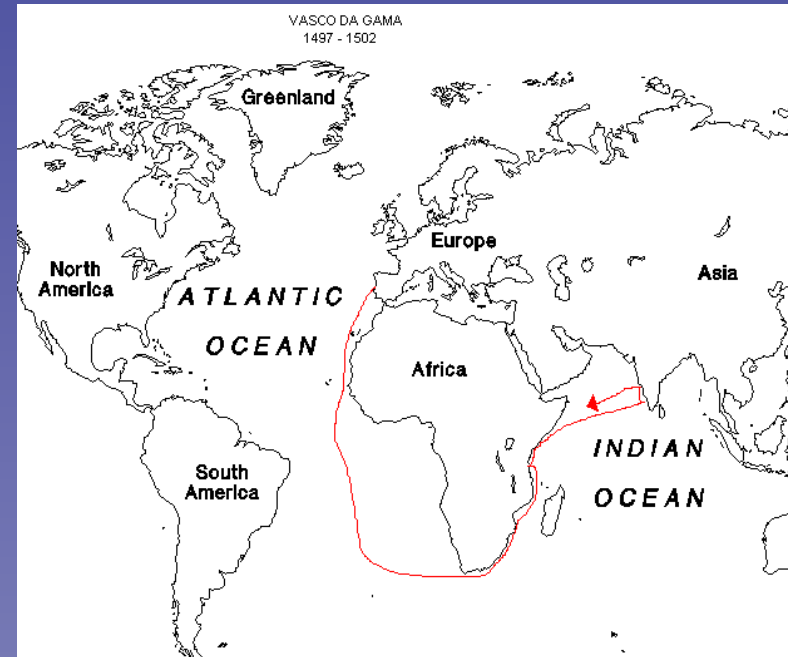 VASCO DA GAMA
1497 - 1502
Greenland
Europe
North
America
Asia
ATLANTIC
OCEAN
Africa
INDIAN
OCEAN
South
America